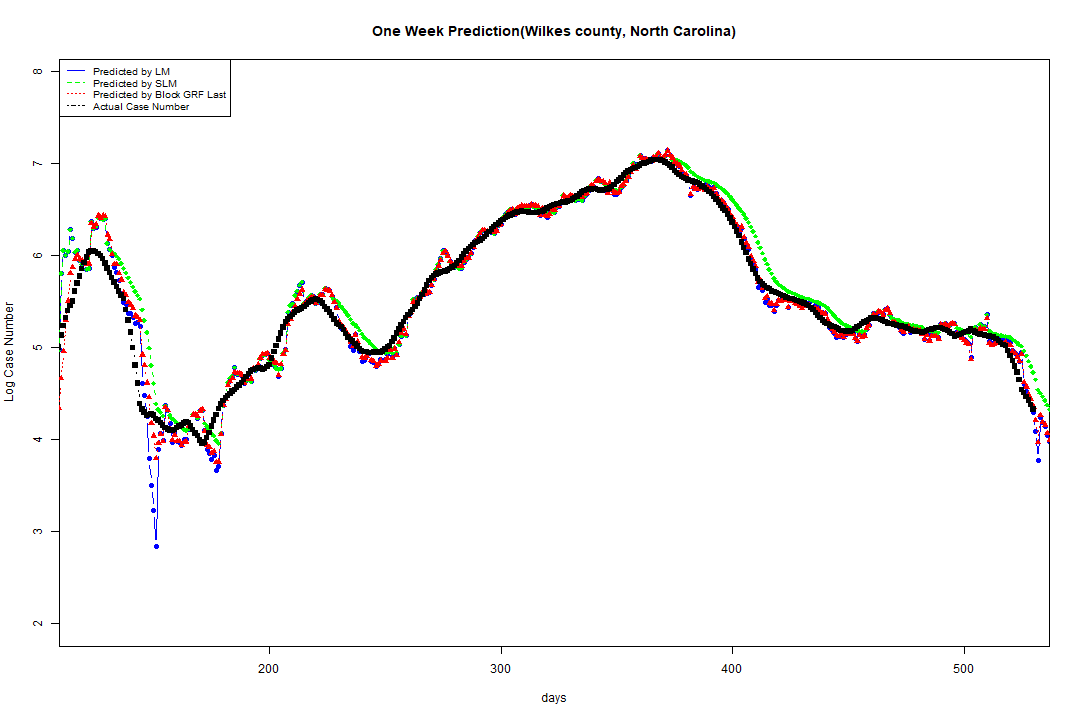 One Week Prediction(Wilkes county, North Carolina)
Predicted by LM
Predicted by SLM
Predicted by Block GRF Last
Actual Case Number
8
7
6
5
4
3
2
Log Case Number
200
300
400
500
days